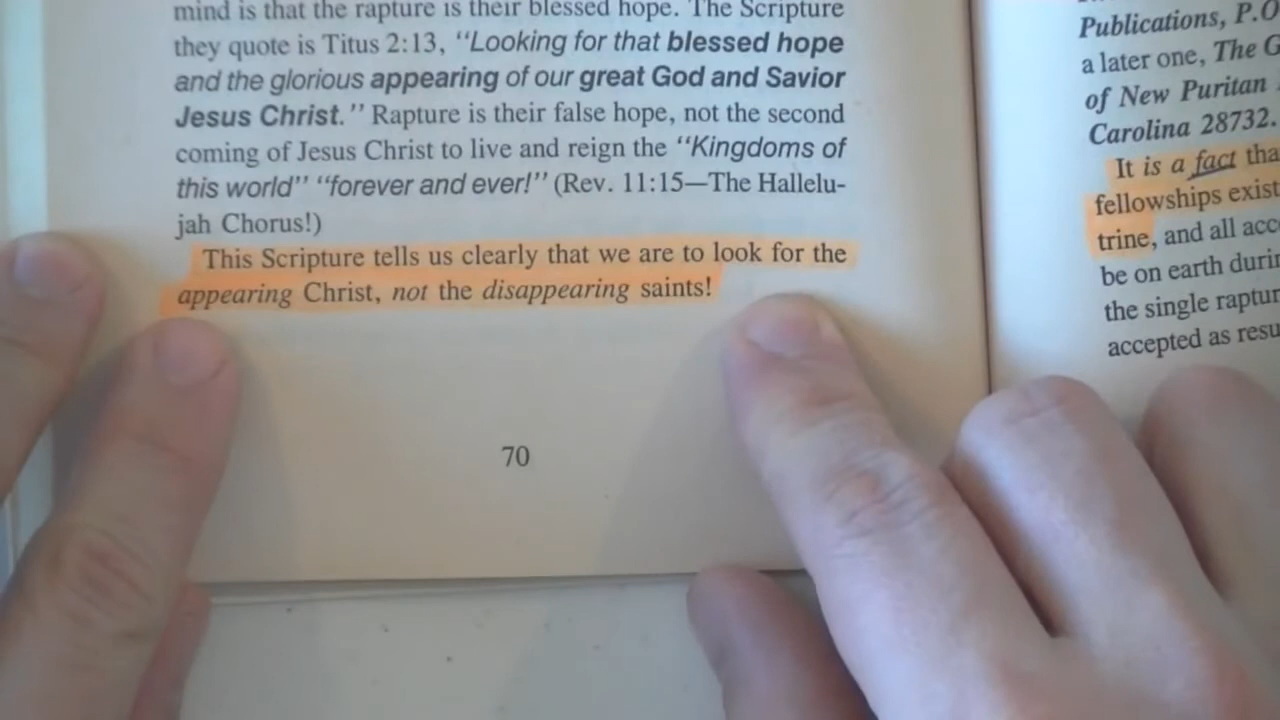 mind is that the rapture is their blessed hope. The Scripture
they quote is Titus 2:13, “Looking for that blessed hope
and the glorious appearing of our great God and Savior
Jesus Christ.” Rapture is their false hope, not the second
coming of Jesus Christ to live and reign the “Kingdoms of
this world” “forever and ever!” (Rev. 11:15—The Hallelu-
jah Chorus!)
This Scripture tells us clearly that we are to look for the
appearing Christ, not the disappearing saints!
70
Publications, P.O
a later one, The G
of New Puritan
Carolina 28732.
It is a fact tha
fellowships exist
trine, and all acc
be on earth durin
the single raptur
accepted as resu